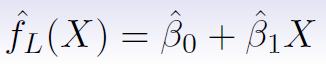 f̂_L(X) = β̂_0 + β̂_1X